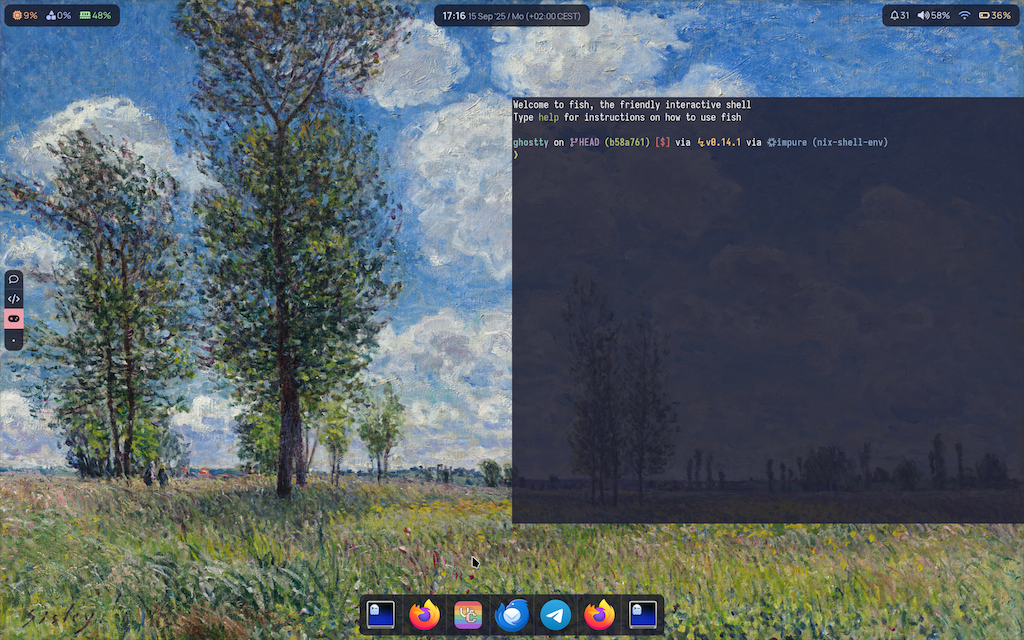 9% 0% 48%
17:16 15 Sep '25 / Mo (+02:00 CEST)
31 58% 36%
Welcome to fish, the friendly interactive shell
Type help for instructions on how to use fish
ghostty on HEAD (b58a761) [$] via v0.14.1 via impure (nix-shell-env)
❯
</>
UC
Sisley